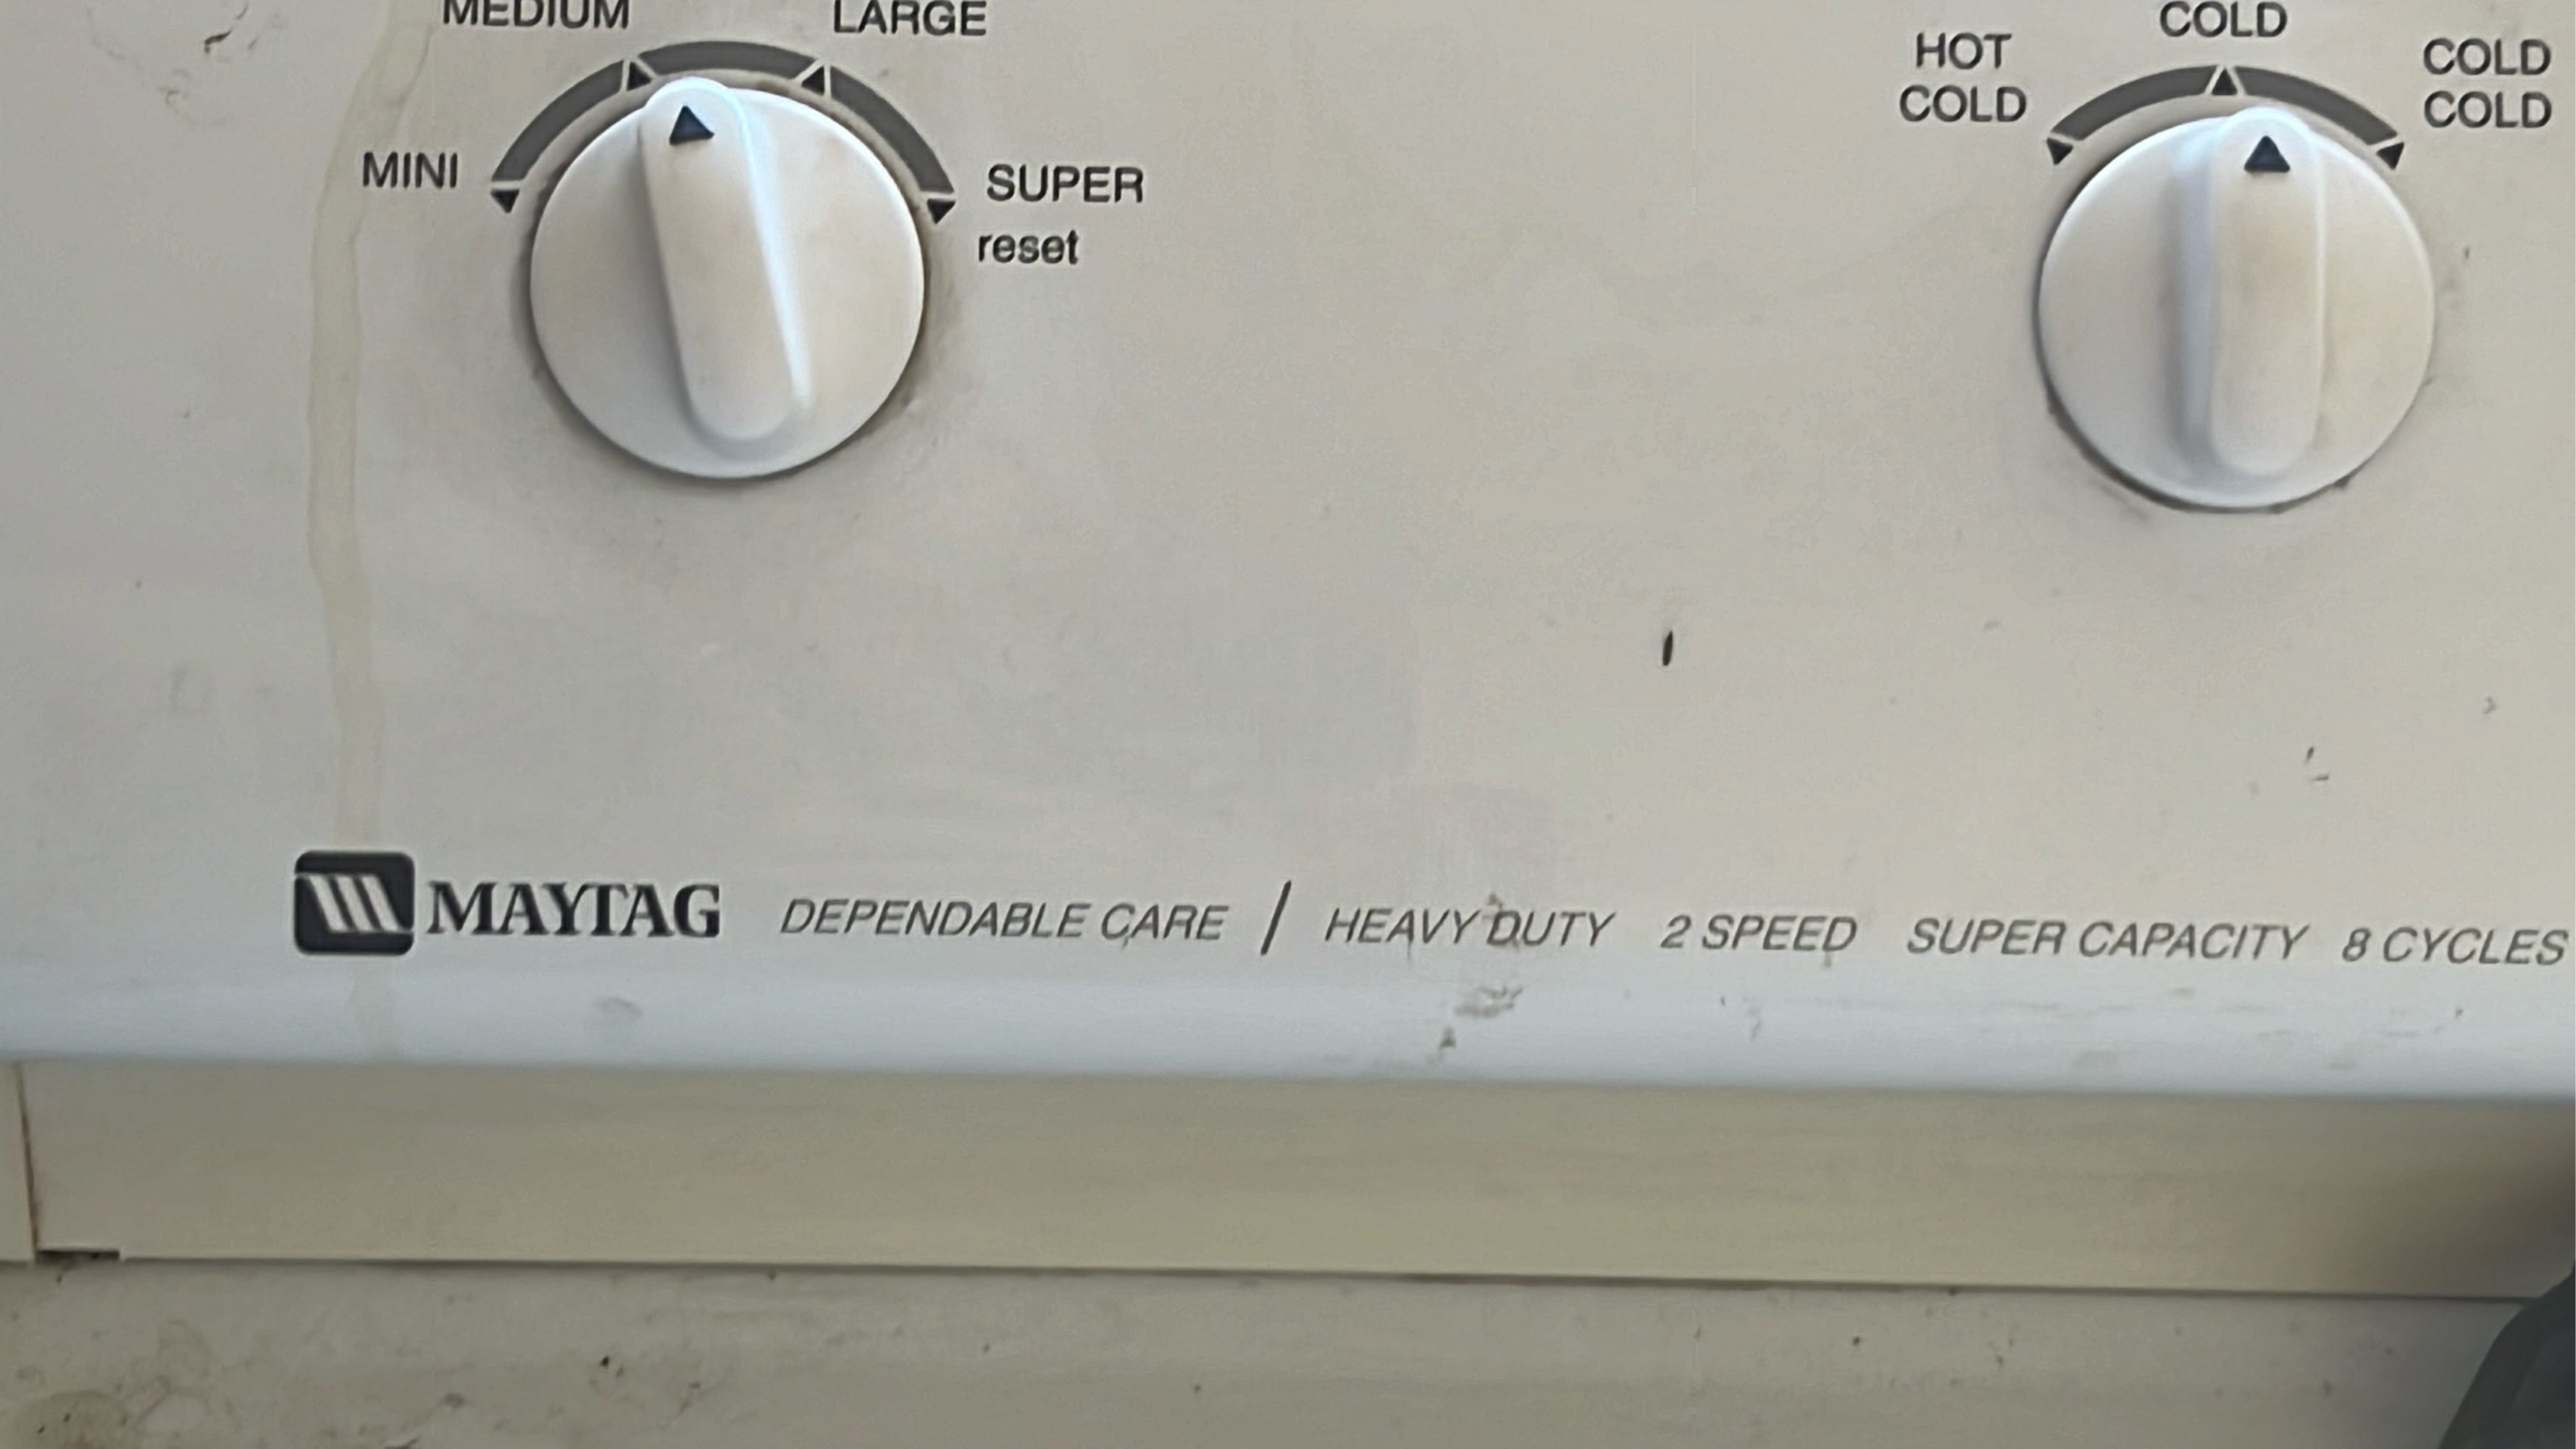 MEDIUM
LARGE
MINI
SUPER
reset
COLD
HOT
COLD
COLD
COLD
MAYTAG DEPENDABLE CARE / HEAVY DUTY 2 SPEED SUPER CAPACITY 8 CYCLES